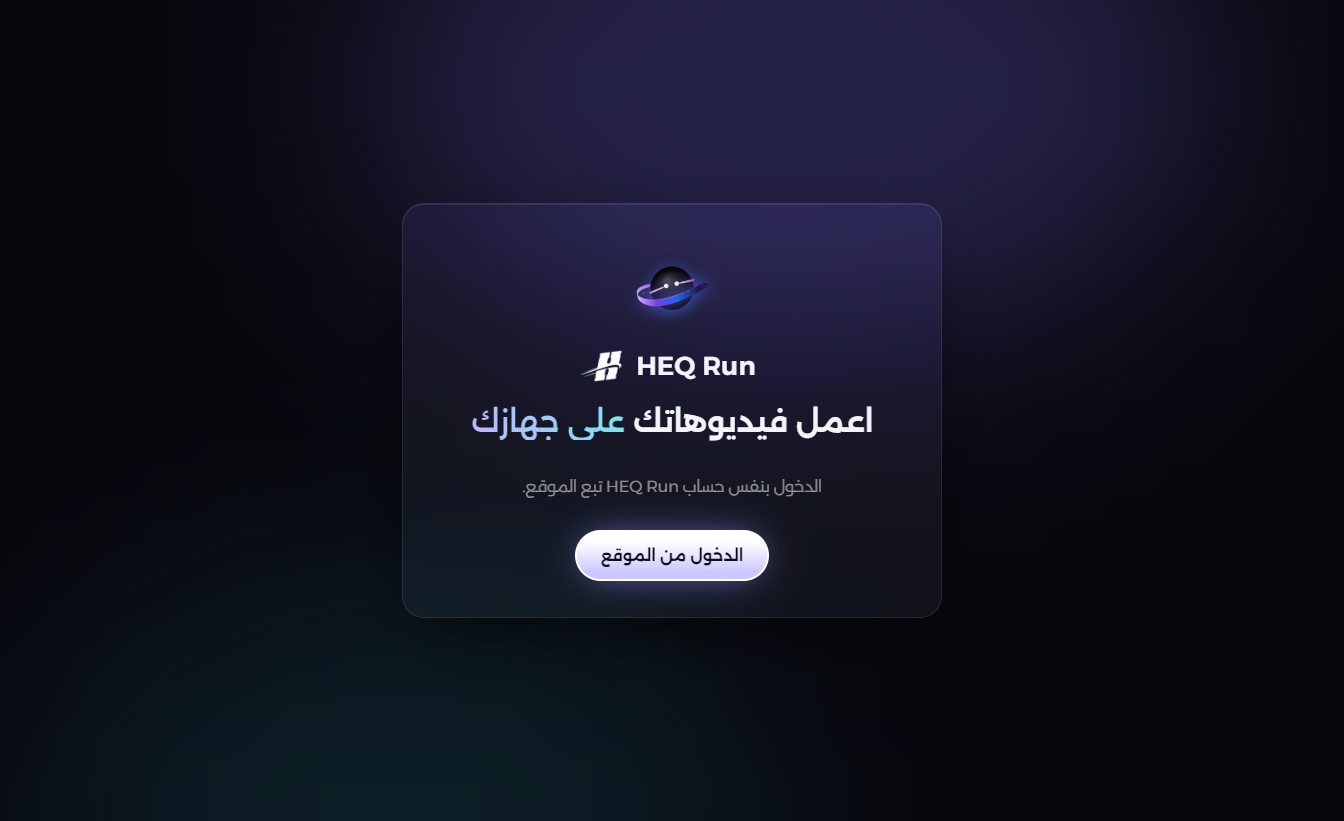 HEQ Run
اعمل فيديوهاتك على جهازك
الدخول بنفس حساب HEQ Run تبع الموقع.
الدخول من الموقع